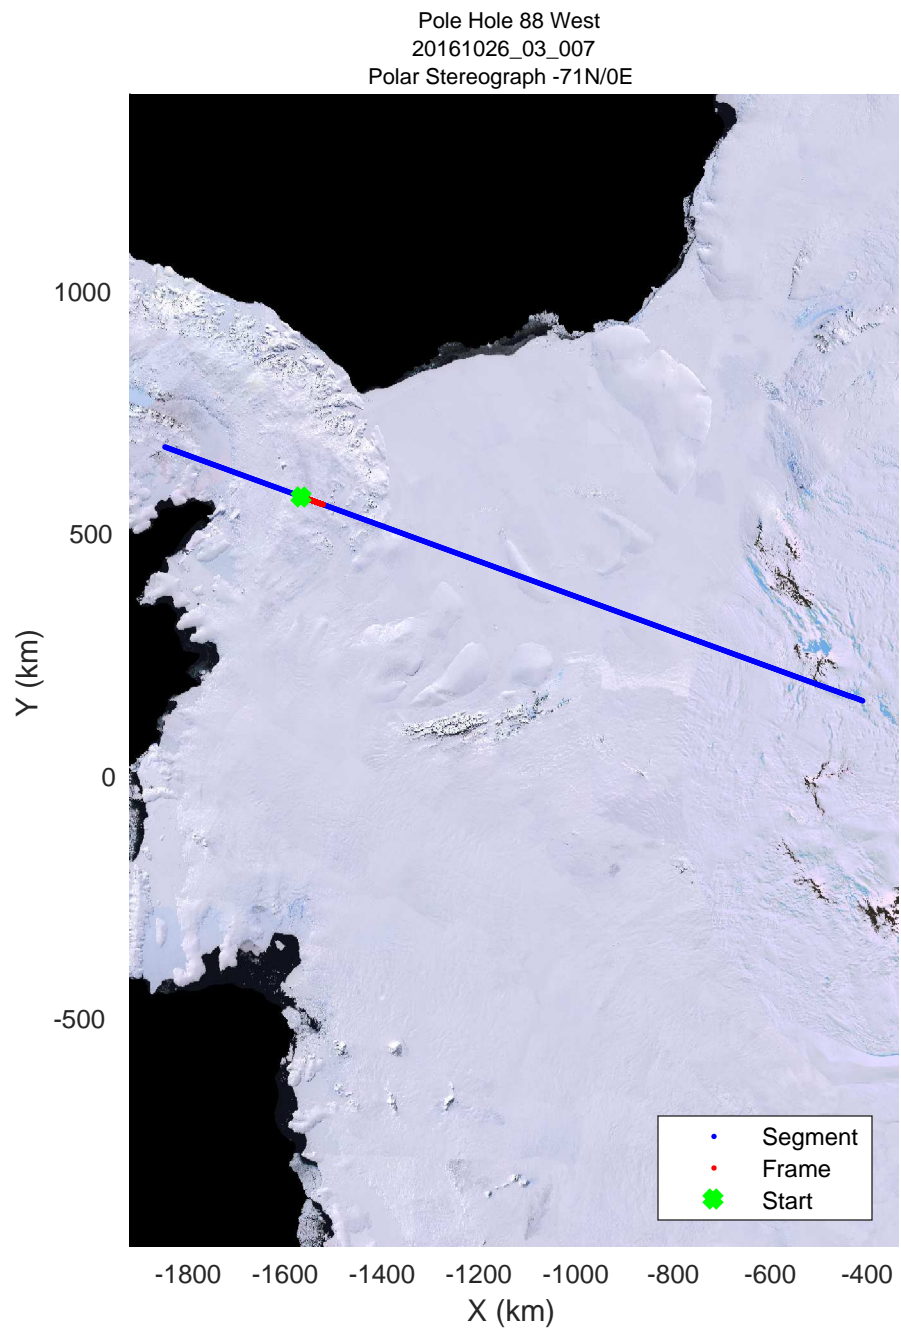 Pole Hole 88 West
20161026_03_007
Polar Stereograph -71N/0E
1000
500
0
-500
Y (km)
-1800 -1600 -1400 -1200 -1000 -800 -600 -400
X (km)
Segment
Frame
Start